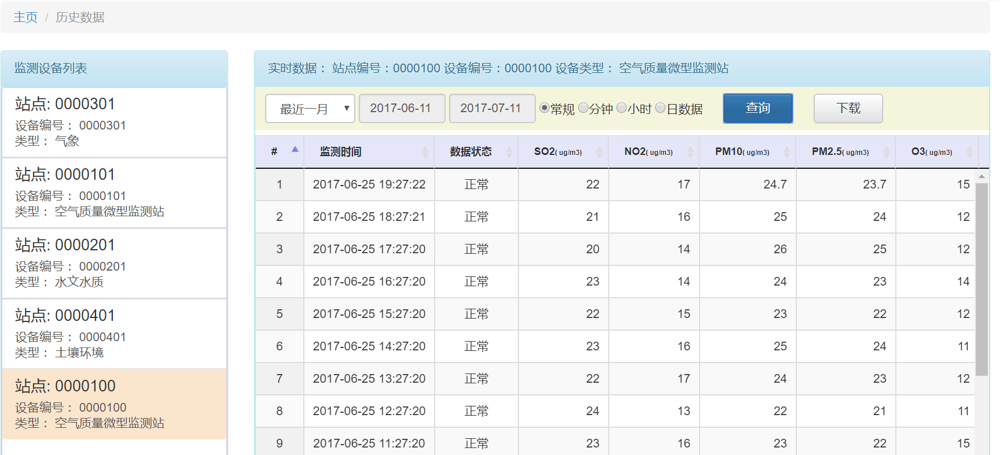 主页 / 历史数据
监测设备列表
站点: 0000301
设备编号： 0000301
类型： 气象
站点: 0000101
设备编号： 0000101
类型： 空气质量微型监测站
站点: 0000201
设备编号： 0000201
类型： 水文水质
站点: 0000401
设备编号： 0000401
类型： 土壤环境
站点: 0000100
设备编号： 0000100
类型： 空气质量微型监测站
实时数据： 站点编号：0000100 设备编号：0000100 设备类型： 空气质量微型监测站
最近一月 2017-06-11 2017-07-11 常规 分钟 小时 日数据 查询 下载
# 监测时间 数据状态 SO2( ug/m3) NO2( ug/m3) PM10( ug/m3) PM2.5( ug/m3) O3( ug/m3)
1 2017-06-25 19:27:22 正常 22 17 24.7 23.7 15
2 2017-06-25 18:27:21 正常 21 16 25 24 12
3 2017-06-25 17:27:20 正常 20 14 26 25 12
4 2017-06-25 16:27:20 正常 23 14 24 23 14
5 2017-06-25 15:27:20 正常 22 15 23 22 12
6 2017-06-25 14:27:20 正常 23 16 25 24 11
7 2017-06-25 13:27:20 正常 22 17 24 23 12
8 2017-06-25 12:27:20 正常 24 13 22 21 11
9 2017-06-25 11:27:20 正常 23 16 23 22 15